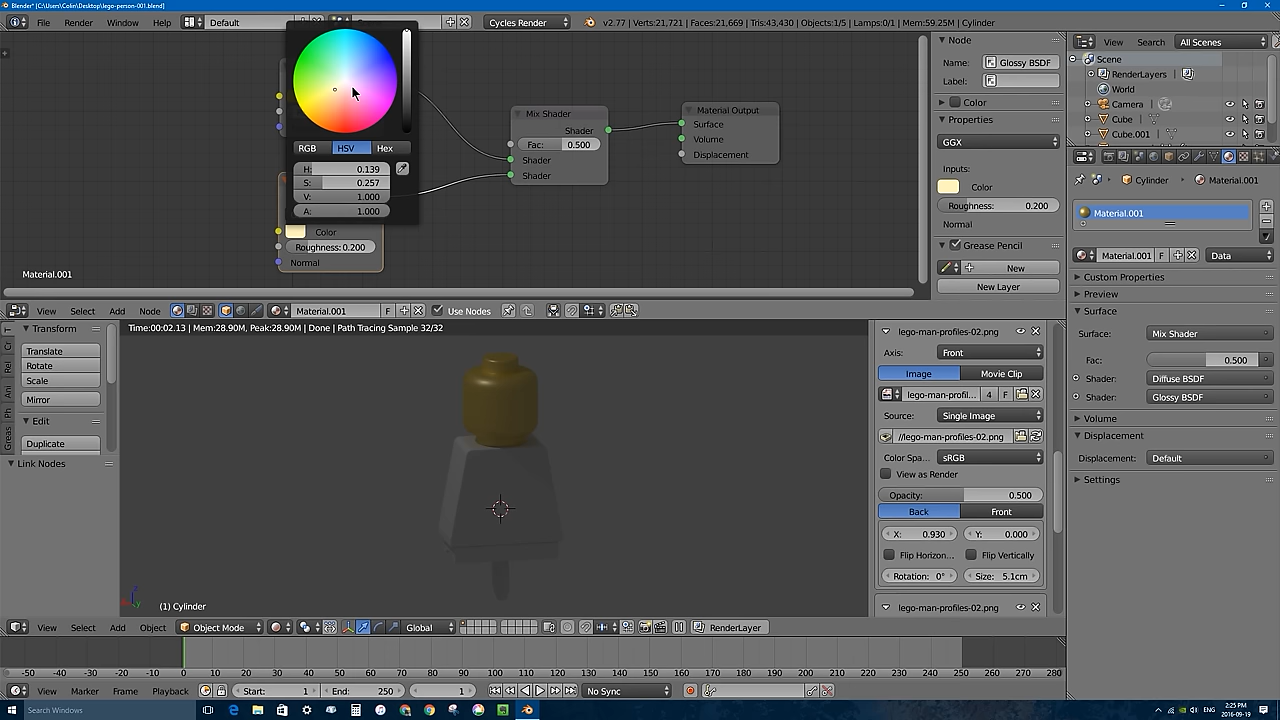 Blender* [C:\Users\Colin\Desktop\lego-person-001.blend]
File Render Window Help Default Cycles Render v2.77 | Verts:21,721 | Faces:21,669 | Tris:43,430 | Objects:1/5 | Lamps:0/1 | Mem:59.25M | Cylinder
RGB HSV Hex
H: 0.139
S: 0.257
V: 1.000
A: 1.000
Color
Roughness: 0.200
Normal
Mix Shader
Shader
Fac: 0.500
Shader
Shader
Material Output
Surface
Volume
Displacement
Material.001
Node
Name: Glossy BSDF
Label:
Color
Properties
GGX
Inputs:
Color
Roughness: 0.200
Normal
Grease Pencil
New
New Layer
View Search All Scenes
Scene
RenderLayers
World
Camera
Cube
Cube.001
Cylinder Material.001
Material.001
Material.001 F Data
Custom Properties
Preview
Surface
Surface: Mix Shader
Fac: 0.500
Shader: Diffuse BSDF
Shader: Glossy BSDF
Volume
Displacement
Displacement: Default
Settings
View Select Add Node Material.001 F Use Nodes
Transform
Translate
Rotate
Scale
Mirror
Edit
Duplicate
Link Nodes
Time:00:02.13 | Mem:28.90M, Peak:28.90M | Done | Path Tracing Sample 32/32
(1) Cylinder
lego-man-profiles-02.png
Axis: Front
Image Movie Clip
lego-man-profil... 4 F
Source: Single Image
//lego-man-profiles-02.png
Color Spa... sRGB
View as Render
Opacity: 0.500
Back Front
X: 0.930 Y: 0.000
Flip Horizon... Flip Vertically
Rotation: 0° Size: 5.1cm
lego-man-profiles-02.png
View Select Add Object Object Mode Global RenderLayer
-50 -40 -30 -20 -10 0 10 20 30 40 50 60 70 80 90 100 110 120 130 140 150 160 170 180 190 200 210 220 230 240 250 260 270 280
View Marker Frame Playback Start: 1 End: 250 1 No Sync
Search Windows
ENG
2:25 PM